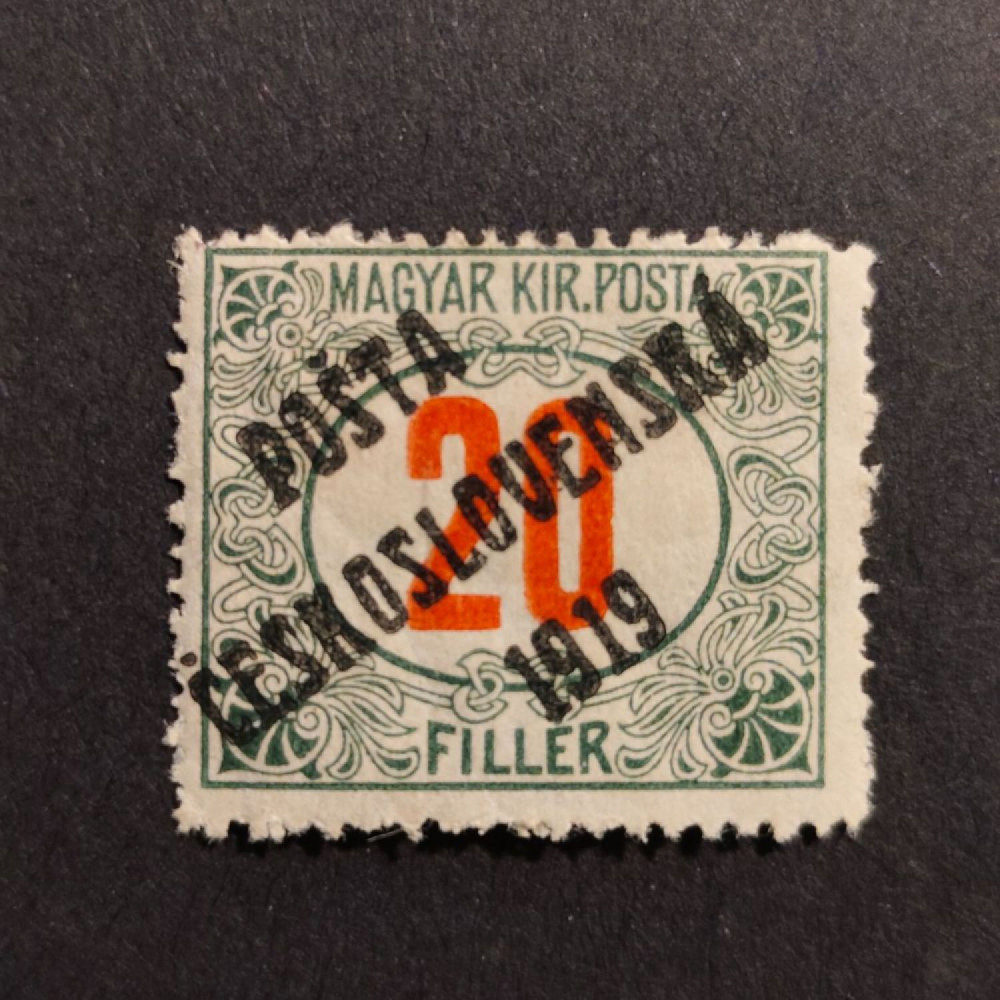 MAGYAR KIR. POSTA
POŠTA
ČESKOSLOVENSKÁ
20
1919
FILLER